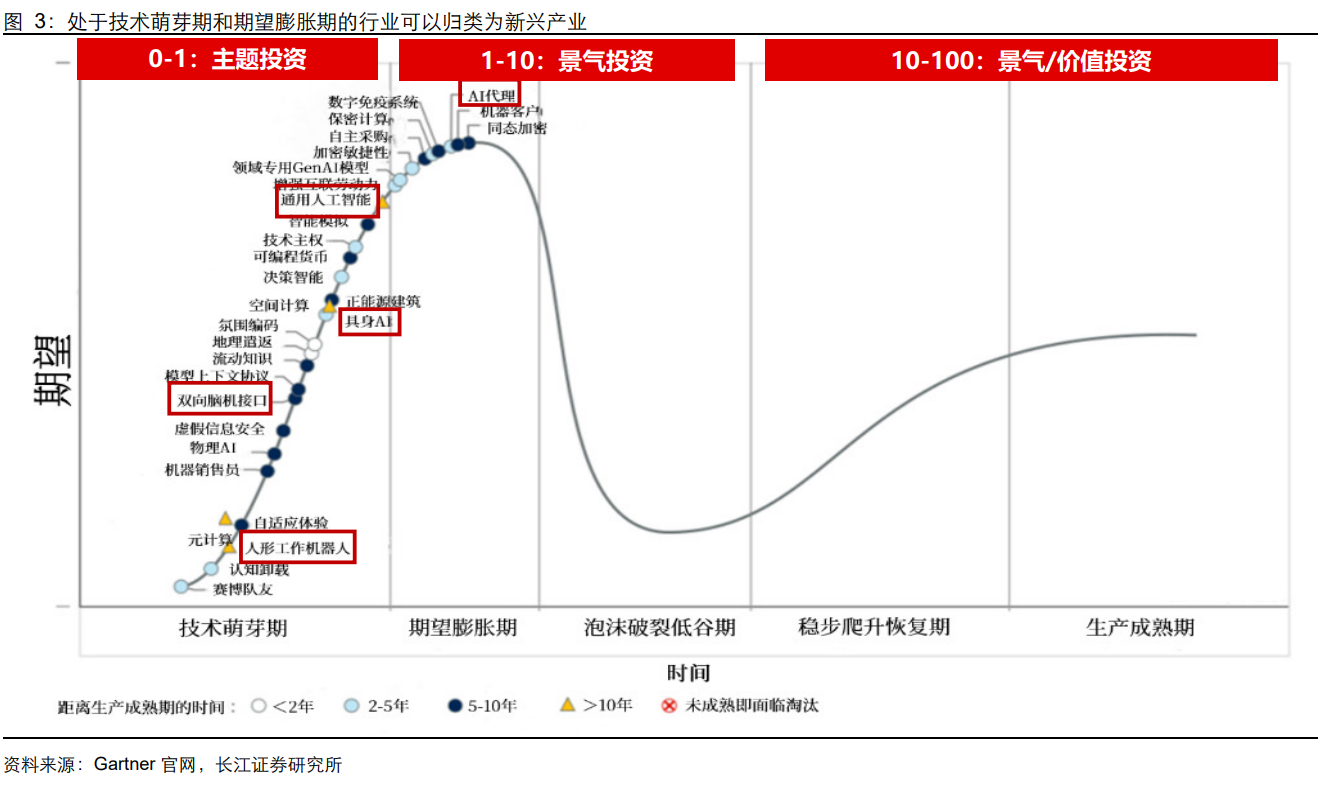 图 3：处于技术萌芽期和期望膨胀期的行业可以归类为新兴产业
0-1：主题投资
1-10：景气投资
10-100：景气/价值投资
AI代理
数字免疫系统
机器客户
保密计算
同态加密
自主采购
加密敏捷性
领域专用GenAI模型
增强互联劳动力
通用人工智能
智能模拟
技术主权
可编程货币
决策智能
空间计算
正能源建筑
具身AI
氛围编码
地理遣返
流动知识
模型上下文协议
双向脑机接口
虚假信息安全
物理AI
机器销售员
自适应体验
元计算
人形工作机器人
认知卸载
赛博队友
期望
技术萌芽期
期望膨胀期
泡沫破裂低谷期
稳步爬升恢复期
生产成熟期
时间
距离生产成熟期的时间：
＜2年
2-5年
5-10年
＞10年
未成熟即面临淘汰
资料来源：Gartner 官网，长江证券研究所